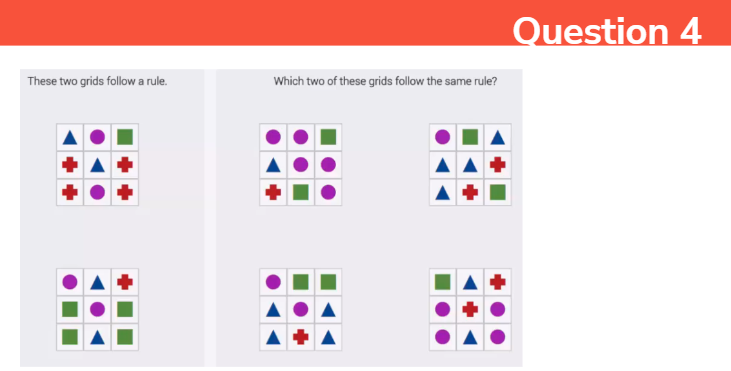 Question 4
These two grids follow a rule.
Which two of these grids follow the same rule?